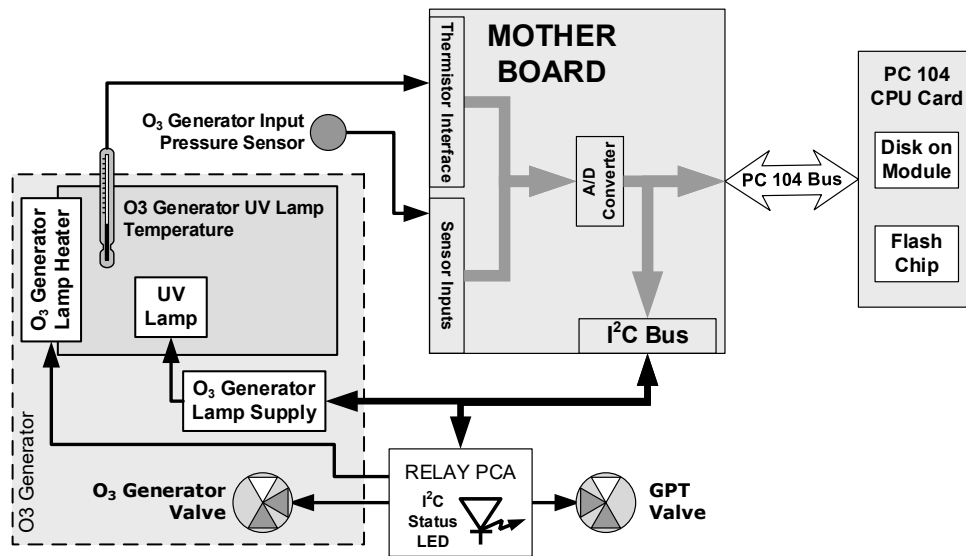 MOTHER
BOARD
Thermistor Interface
Sensor Inputs
A/D
Converter
I²C Bus
PC 104 Bus
PC 104
CPU Card
Disk on
Module
Flash
Chip
O₃ Generator Input
Pressure Sensor
O3 Generator UV Lamp
Temperature
O₃ Generator
Lamp Heater
UV
Lamp
O₃ Generator
Lamp Supply
O3 Generator
O₃ Generator
Valve
RELAY PCA
I²C
Status
LED
GPT
Valve